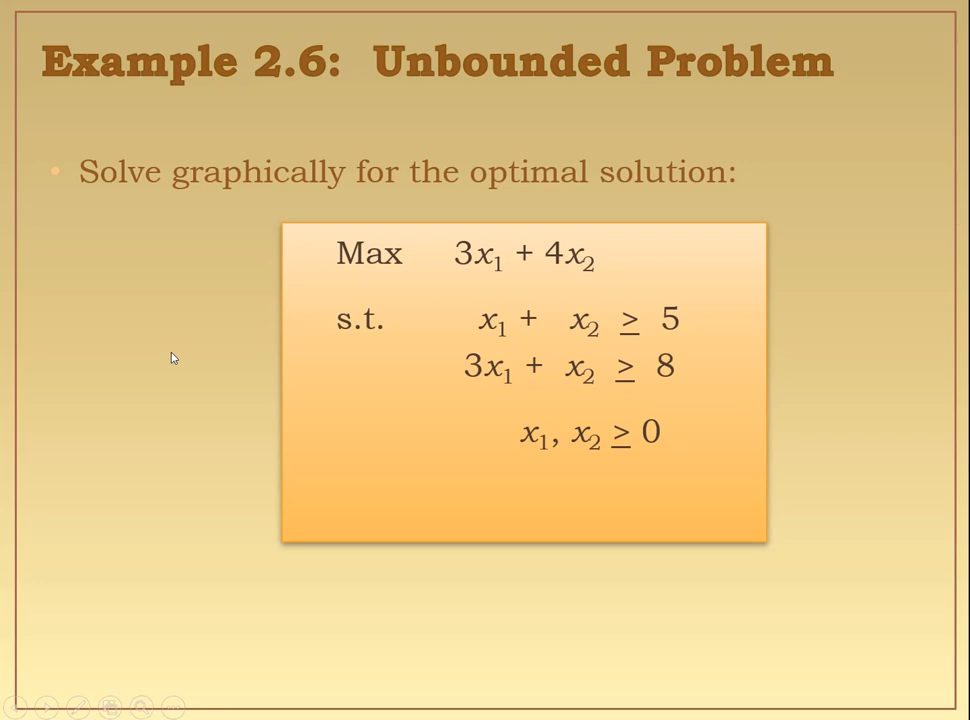 Example 2.6: Unbounded Problem
• Solve graphically for the optimal solution:
Max 3x₁ + 4x₂
s.t. x₁ + x₂ ≥ 5
3x₁ + x₂ ≥ 8
x₁, x₂ ≥ 0